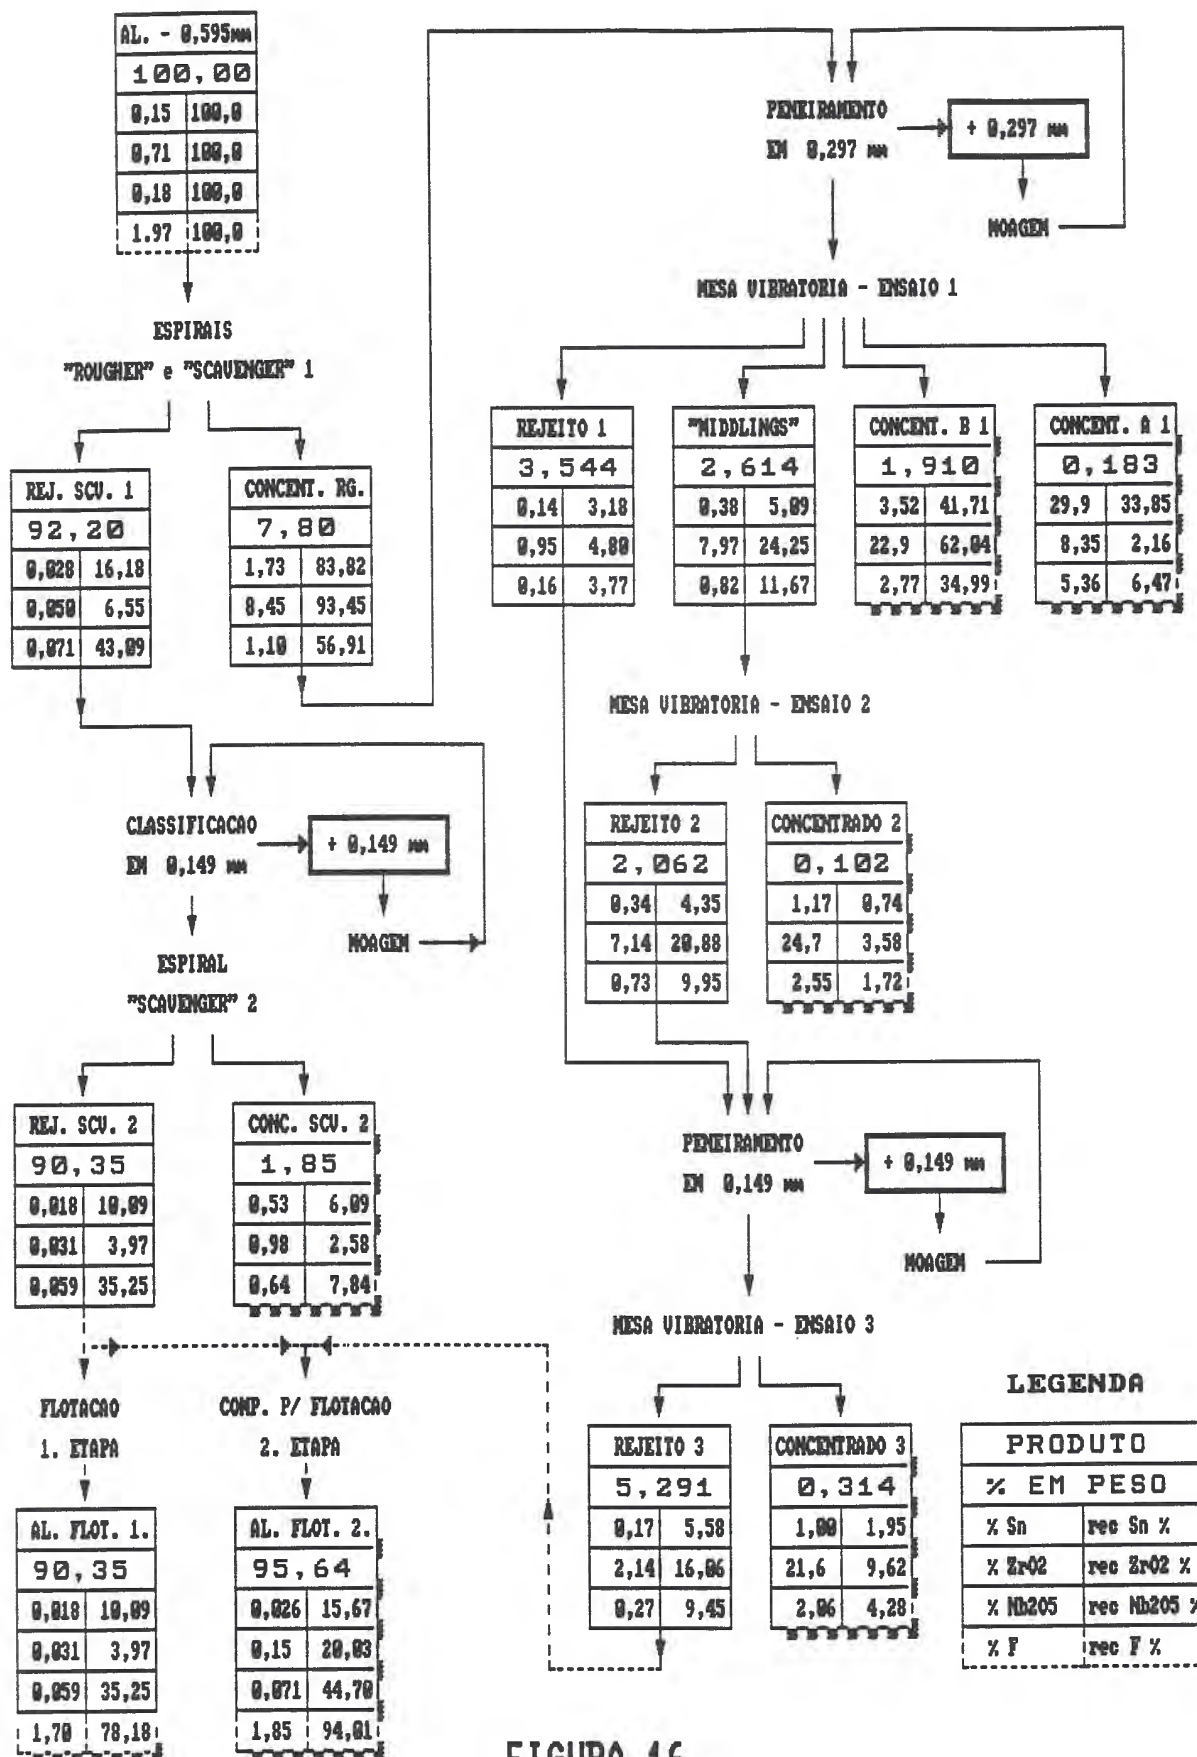 AL. - 0,595mm
100,00
0,15 100,0
0,71 100,0
0,18 100,0
1.97 100,0
ESPIRAIS
"ROUGHER" e "SCAVENGER" 1
REJ. SCV. 1
92,20
0,028 16,18
0,050 6,55
0,071 43,09
CONCENT. RG.
7,80
1,73 83,82
8,45 93,45
1,10 56,91
CLASSIFICACAO
EM 0,149 mm
+ 0,149 mm
MOAGEM
ESPIRAL
"SCAVENGER" 2
REJ. SCV. 2
90,35
0,018 10,09
0,031 3,97
0,059 35,25
CONC. SCV. 2
1,85
0,53 6,09
0,98 2,58
0,64 7,84
FLOTACAO
1. ETAPA
COMP. P/ FLOTACAO
2. ETAPA
AL. FLOT. 1.
90,35
0,018 10,09
0,031 3,97
0,059 35,25
1,70 78,18
AL. FLOT. 2.
95,64
0,026 15,67
0,15 20,03
0,071 44,70
1,85 94,01
PENEIRAMENTO
EM 0,297 mm
+ 0,297 mm
MOAGEM
MESA VIBRATORIA - ENSAIO 1
REJEITO 1
3,544
0,14 3,18
0,95 4,80
0,16 3,77
"MIDDLINGS"
2,614
0,38 5,09
7,97 24,25
0,82 11,67
CONCENT. B 1
1,910
3,52 41,71
22,9 62,04
2,77 34,99
CONCENT. A 1
0,183
29,9 33,85
8,35 2,16
5,36 6,47
MESA VIBRATORIA - ENSAIO 2
REJEITO 2
2,062
0,34 4,35
7,14 20,88
0,73 9,95
CONCENTRADO 2
0,102
1,17 0,74
24,7 3,58
2,55 1,72
PENEIRAMENTO
EM 0,149 mm
+ 0,149 mm
MOAGEM
MESA VIBRATORIA - ENSAIO 3
REJEITO 3
5,291
0,17 5,58
2,14 16,06
0,27 9,45
CONCENTRADO 3
0,314
1,00 1,95
21,6 9,62
2,06 4,28
LEGENDA
PRODUTO
% EM PESO
% Sn rec Sn %
% ZrO2 rec ZrO2 %
% Nb2O5 rec Nb2O5 %
% F rec F %
FIGURA 16